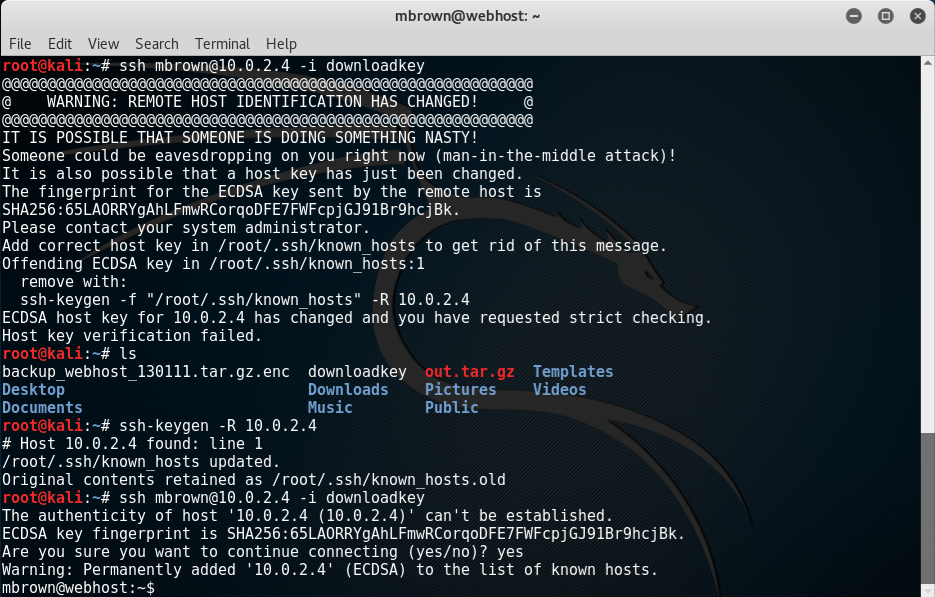 mbrown@webhost: ~
File Edit View Search Terminal Help
root@kali:~# ssh mbrown@10.0.2.4 -i downloadkey
@@@@@@@@@@@@@@@@@@@@@@@@@@@@@@@@@@@@@@@@@@@@@@@@@@@@@@@@@@@
@    WARNING: REMOTE HOST IDENTIFICATION HAS CHANGED!     @
@@@@@@@@@@@@@@@@@@@@@@@@@@@@@@@@@@@@@@@@@@@@@@@@@@@@@@@@@@@
IT IS POSSIBLE THAT SOMEONE IS DOING SOMETHING NASTY!
Someone could be eavesdropping on you right now (man-in-the-middle attack)!
It is also possible that a host key has just been changed.
The fingerprint for the ECDSA key sent by the remote host is
SHA256:65LAORRYgAhLFmwRCorqoDFE7FWFcpjGJ91Br9hcjBk.
Please contact your system administrator.
Add correct host key in /root/.ssh/known_hosts to get rid of this message.
Offending ECDSA key in /root/.ssh/known_hosts:1
  remove with:
  ssh-keygen -f "/root/.ssh/known_hosts" -R 10.0.2.4
ECDSA host key for 10.0.2.4 has changed and you have requested strict checking.
Host key verification failed.
root@kali:~# ls
backup_webhost_130111.tar.gz.enc  downloadkey  out.tar.gz  Templates
Desktop                           Downloads    Pictures    Videos
Documents                         Music        Public
root@kali:~# ssh-keygen -R 10.0.2.4
# Host 10.0.2.4 found: line 1
/root/.ssh/known_hosts updated.
Original contents retained as /root/.ssh/known_hosts.old
root@kali:~# ssh mbrown@10.0.2.4 -i downloadkey
The authenticity of host '10.0.2.4 (10.0.2.4)' can't be established.
ECDSA key fingerprint is SHA256:65LAORRYgAhLFmwRCorqoDFE7FWFcpjGJ91Br9hcjBk.
Are you sure you want to continue connecting (yes/no)? yes
Warning: Permanently added '10.0.2.4' (ECDSA) to the list of known hosts.
mbrown@webhost:~$